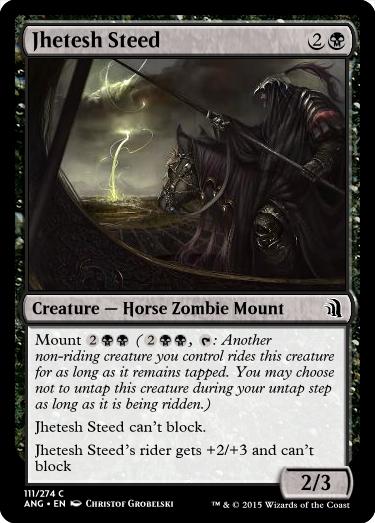 Jhetesh Steed 2
Creature — Horse Zombie Mount
Mount 2 ( 2 , : Another
non-riding creature you control rides this creature
for as long as it remains tapped. You may choose
not to untap this creature during your untap step
as long as it is being ridden.)
Jhetesh Steed can't block.
Jhetesh Steed's rider gets +2/+3 and can't
block
2/3
111/274 C
ANG • EN Christof Grobelski
™ & © 2015 Wizards of the Coast